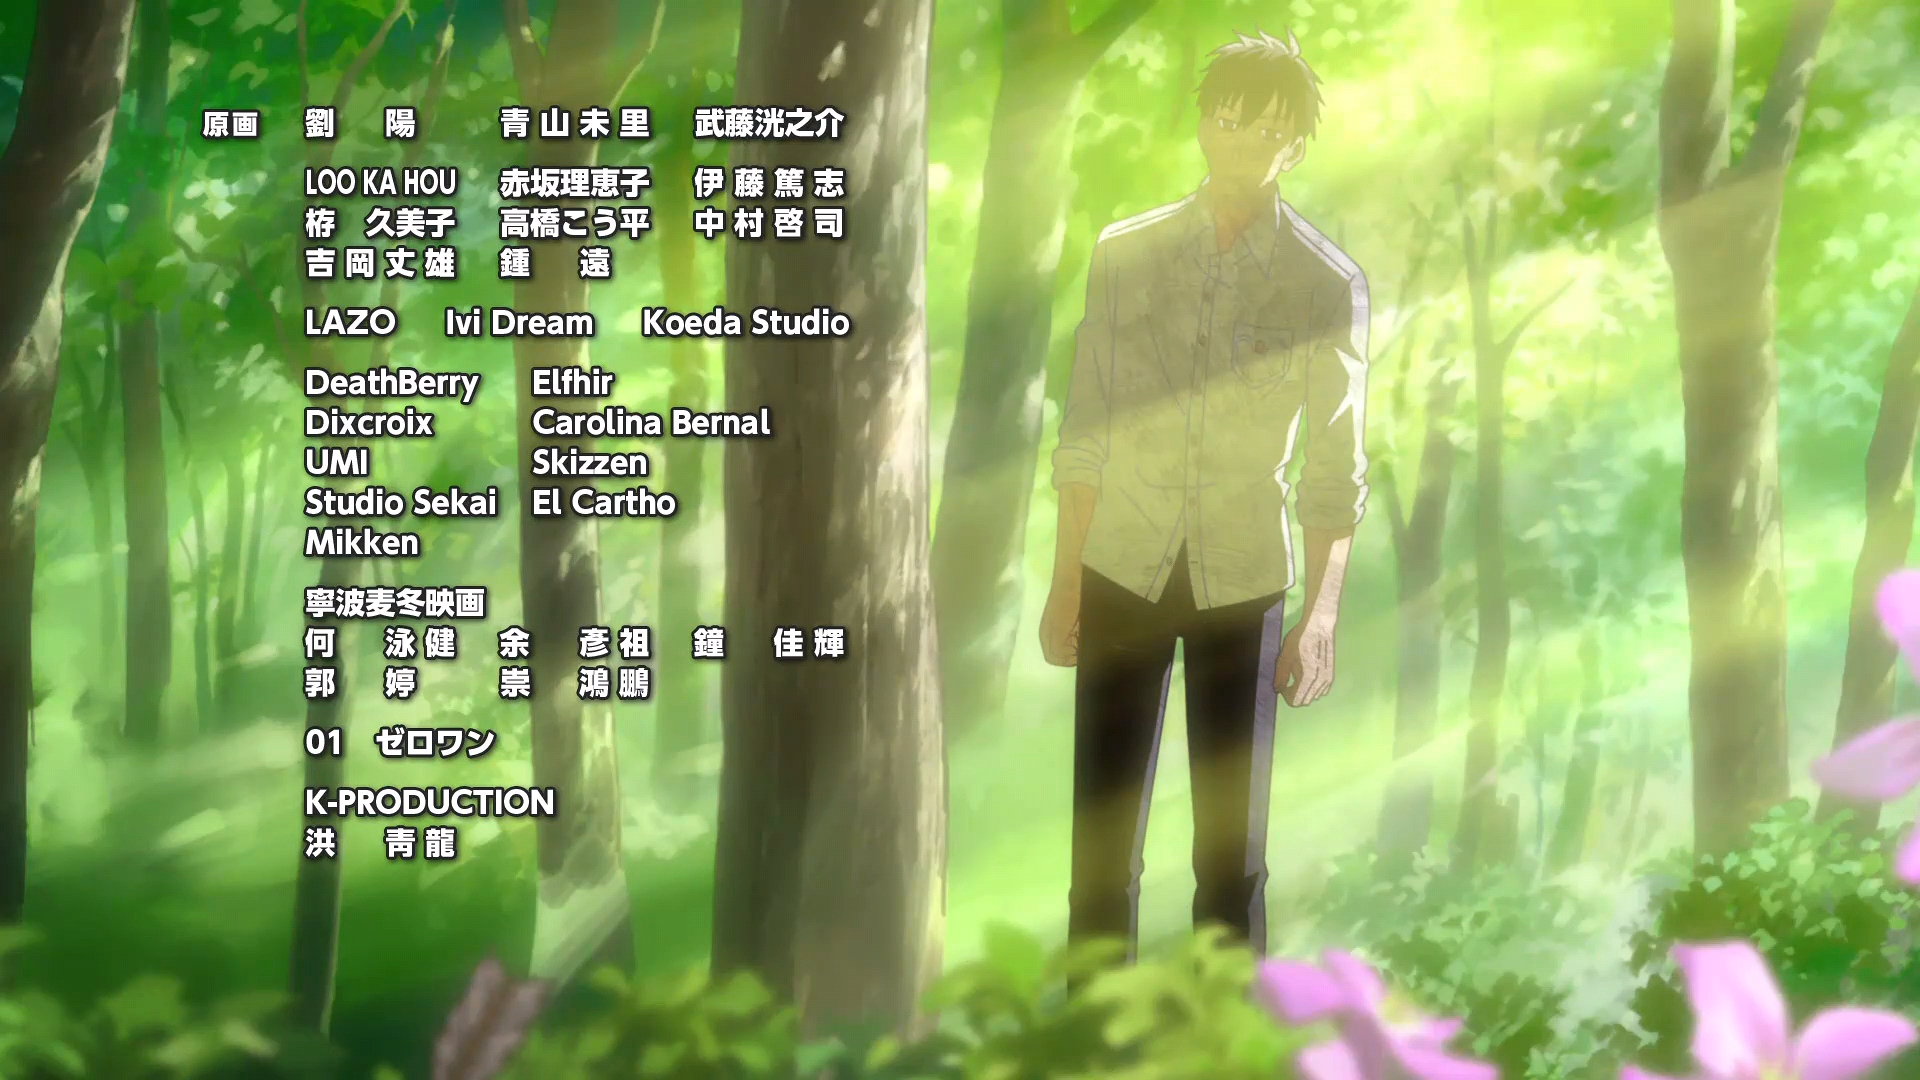 原画 劉 陽 青山未里 武藤洸之介
LOO KA HOU 赤坂理恵子 伊藤篤志
栫 久美子 高橋こう平 中村啓司
吉岡丈雄 鍾 遠
LAZO Ivi Dream Koeda Studio
DeathBerry Elfhir
Dixcroix Carolina Bernal
UMI Skizzen
Studio Sekai El Cartho
Mikken
寧波麦冬映画
何 泳健 余 彥祖 鐘 佳輝
郭 婷 崇 鴻鵬
01 ゼロワン
K-PRODUCTION
洪 青龍